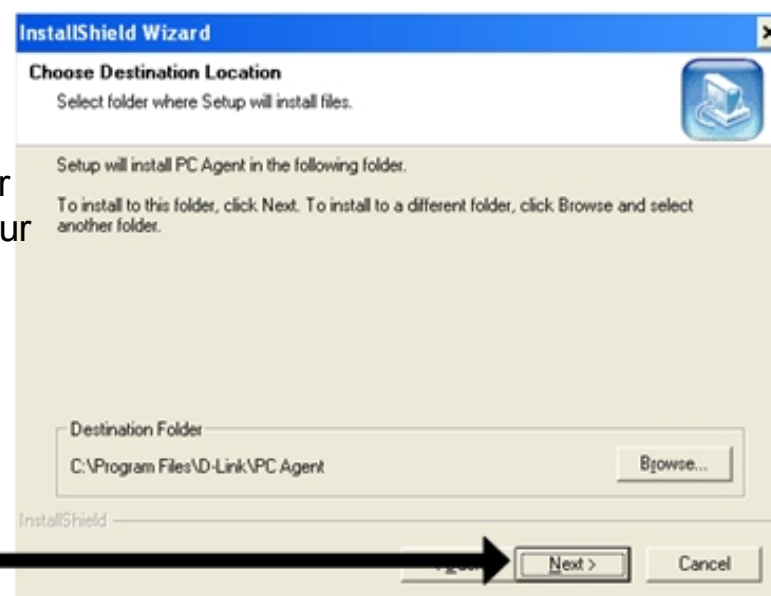 InstallShield Wizard
Choose Destination Location
Select folder where Setup will install files.
Setup will install PC Agent in the following folder.
r
To install to this folder, click Next. To install to a different folder, click Browse and select
ur
another folder.
Destination Folder
C:\Program Files\D-Link\PC Agent
Browse...
InstallShield
Next >
Cancel